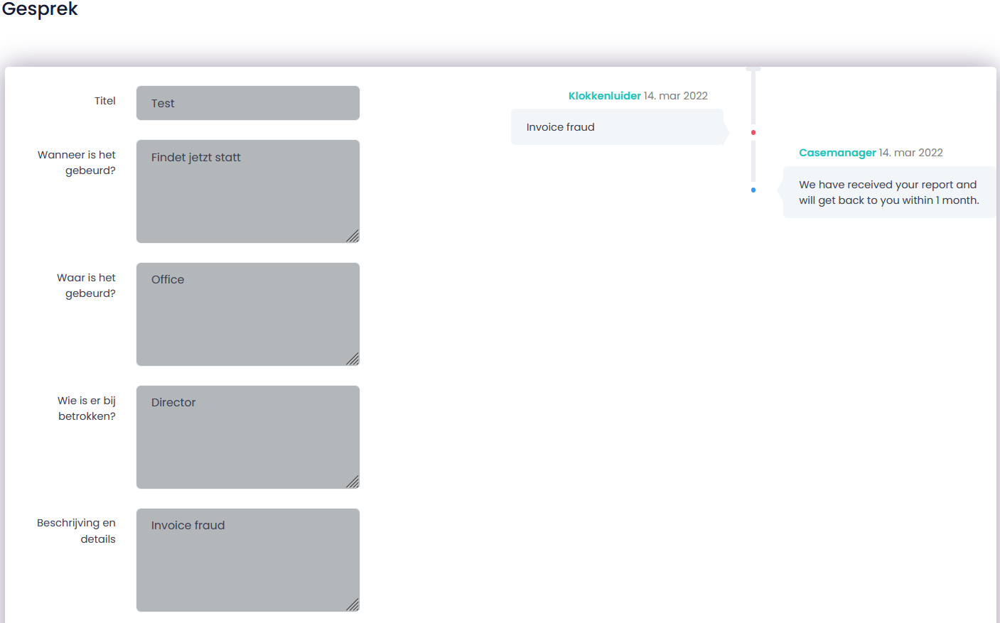 Gesprek
Titel
Test
Wanneer is het
gebeurd?
Findet jetzt statt
Waar is het
gebeurd?
Office
Wie is er bij
betrokken?
Director
Beschrijving en
details
Invoice fraud
Klokkenluider 14. mar 2022
Invoice fraud
Casemanager 14. mar 2022
We have received your report and
will get back to you within 1 month.